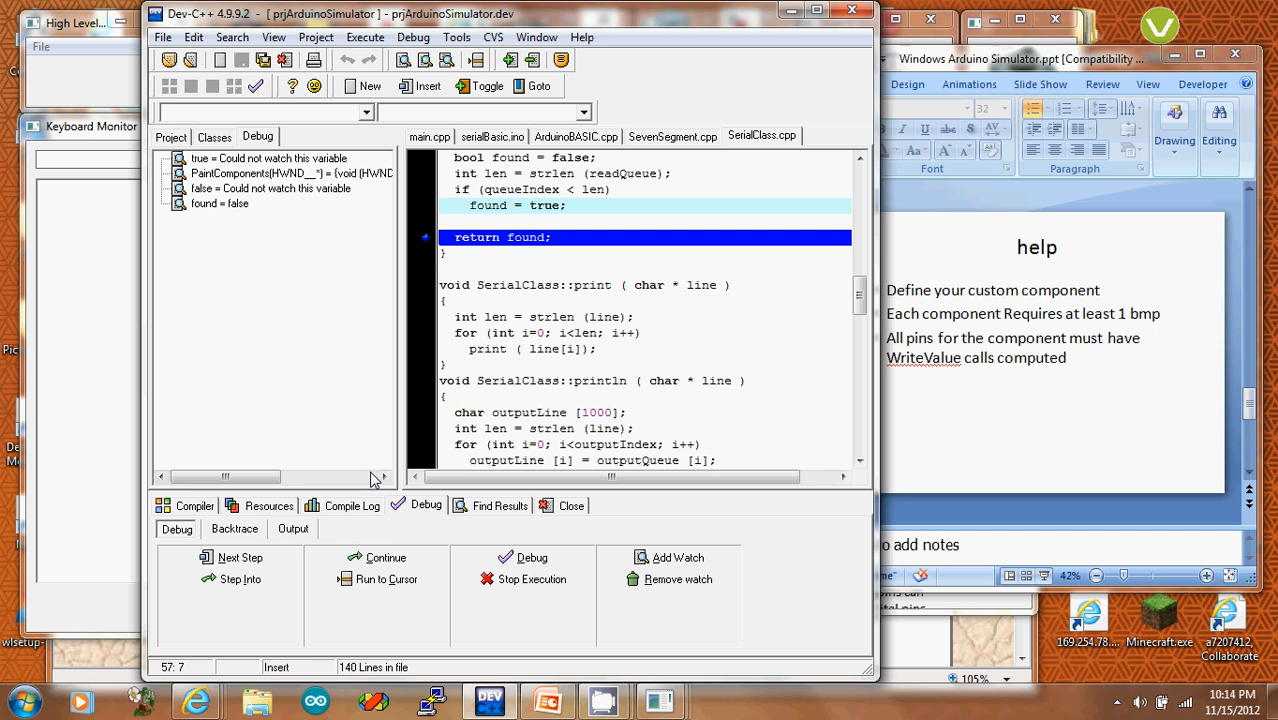 High Level...
File
Keyboard Monitor
Dev-C++ 4.9.9.2 - [ prjArduinoSimulator ] - prjArduinoSimulator.dev
File Edit Search View Project Execute Debug Tools CVS Window Help
New Insert Toggle Goto
Project Classes Debug
true = Could not watch this variable
PaintComponents(HWND__*) = {void (HWND
false = Could not watch this variable
found = false
main.cpp serialBasic.ino ArduinoBASIC.cpp SevenSegment.cpp SerialClass.cpp
bool found = false;
int len = strlen (readQueue);
if (queueIndex < len)
found = true;
return found;
}
void SerialClass::print ( char * line )
{
int len = strlen (line);
for (int i=0; i<len; i++)
print ( line[i]);
}
void SerialClass::println ( char * line )
{
char outputLine [1000];
int len = strlen (line);
for (int i=0; i<outputIndex; i++)
outputLine [i] = outputQueue [i];
Compiler Resources Compile Log Debug Find Results Close
Debug Backtrace Output
Next Step Continue Debug Add Watch
Step Into Run to Cursor Stop Execution Remove watch
57: 7 Insert 140 Lines in file
Windows Arduino Simulator.ppt [Compatibility ...
Design Animations Slide Show Review View Developer
32
Drawing Editing
Font Paragraph
help
Define your custom component
Each component Requires at least 1 bmp
All pins for the component must have
WriteValue calls computed
o add notes
42%
105%
wlsetup-
169.254.78.... Minecraft.exe a7207412,
Collaborate
10:14 PM
11/15/2012